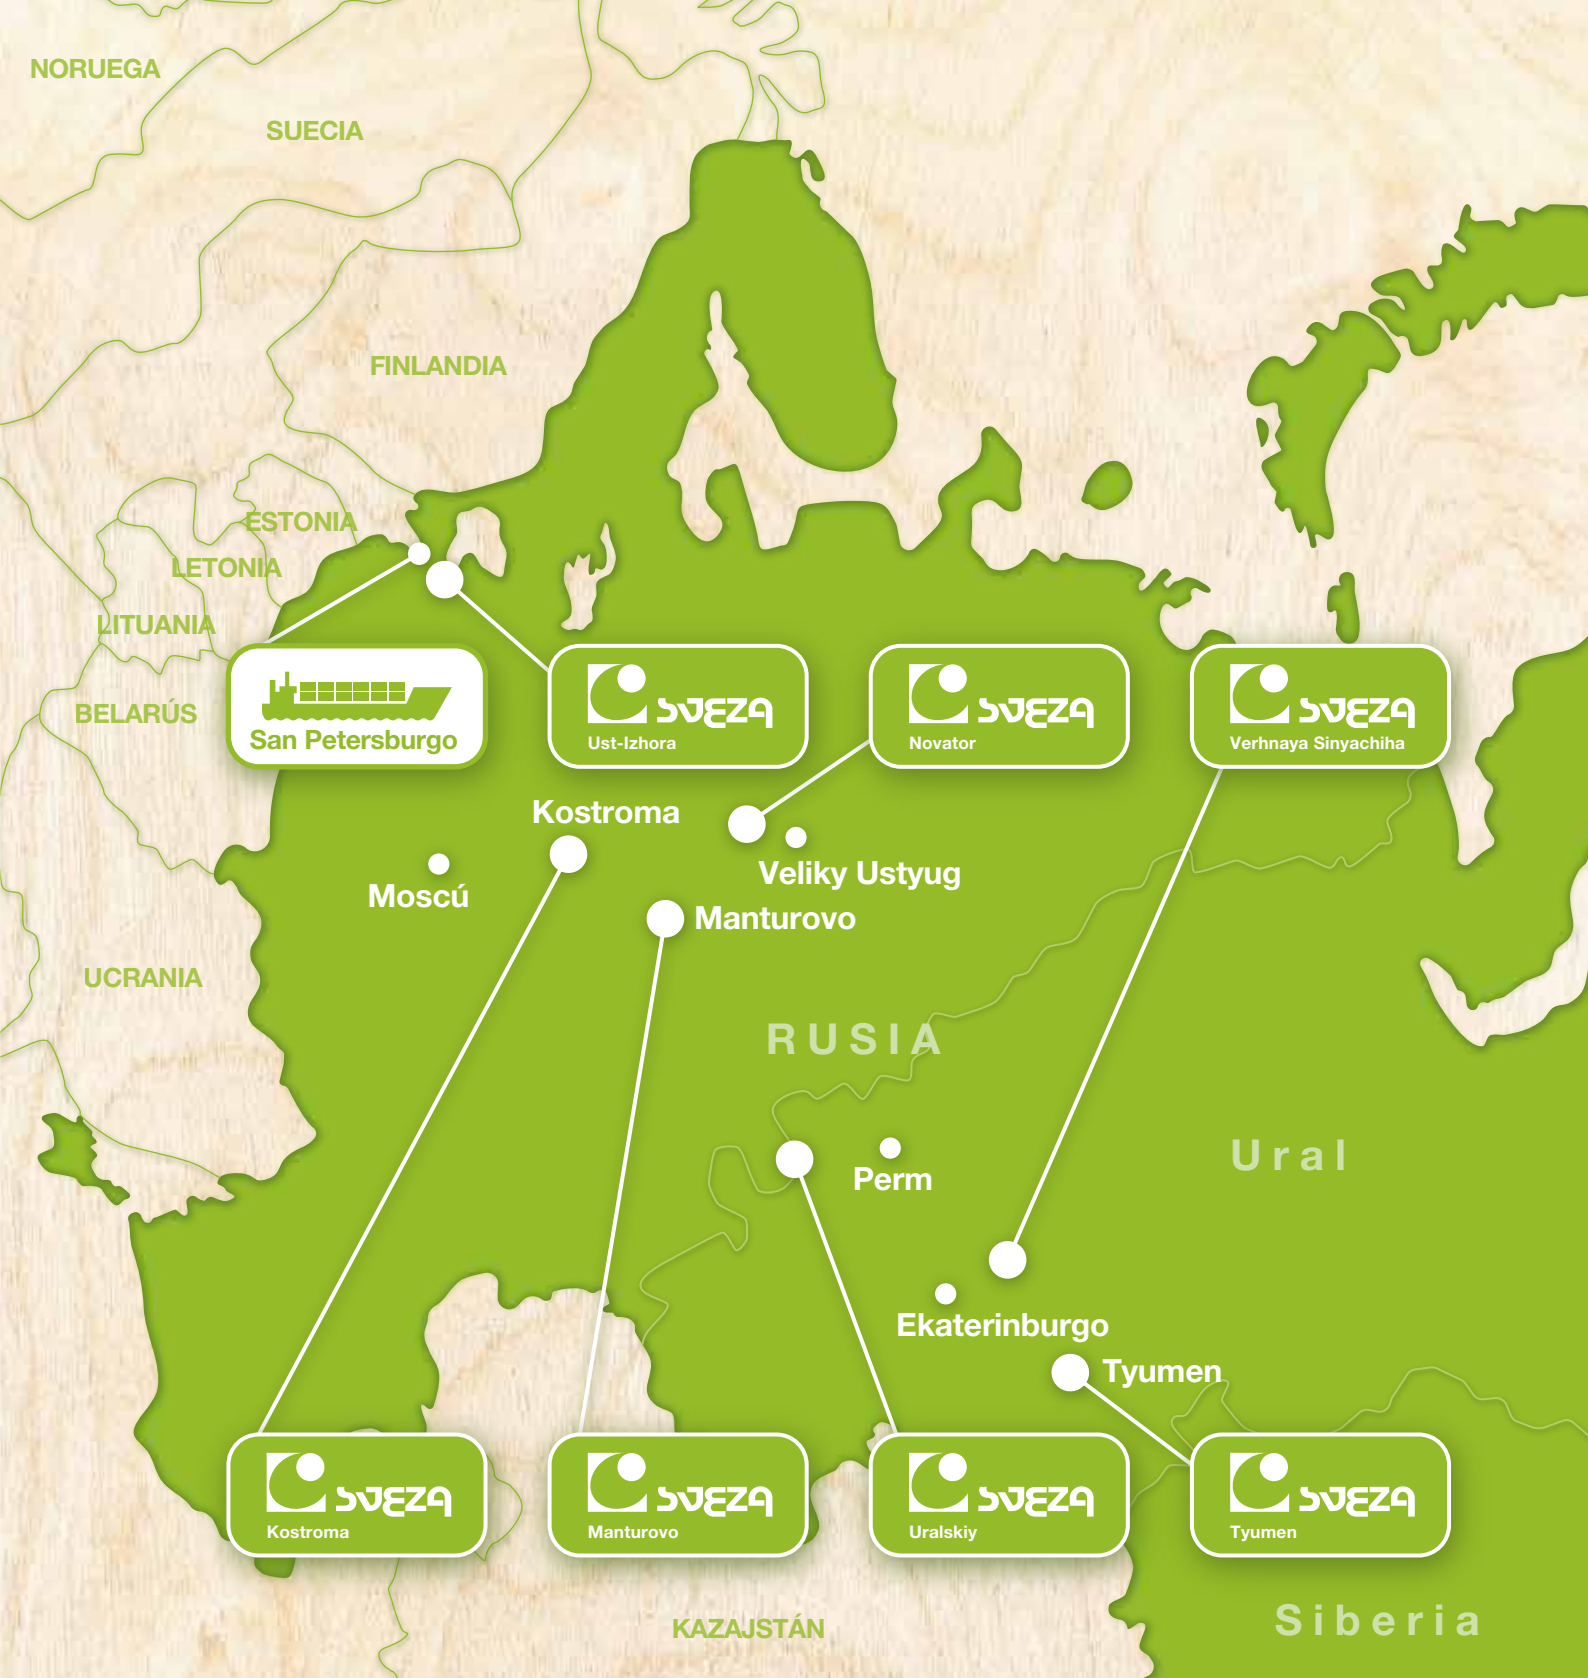 NORUEGA
SUECIA
FINLANDIA
ESTONIA
LETONIA
LITUANIA
BELARÚS
San Petersburgo
SVEZA
Ust-Izhora
SVEZA
Novator
SVEZA
Verhnaya Sinyachiha
Kostroma
Moscú
Veliky Ustyug
Manturovo
UCRANIA
RUSIA
Ural
Perm
Ekaterinburgo
Tyumen
SVEZA
Kostroma
SVEZA
Manturovo
SVEZA
Uralskiy
SVEZA
Tyumen
KAZAJSTÁN
Siberia